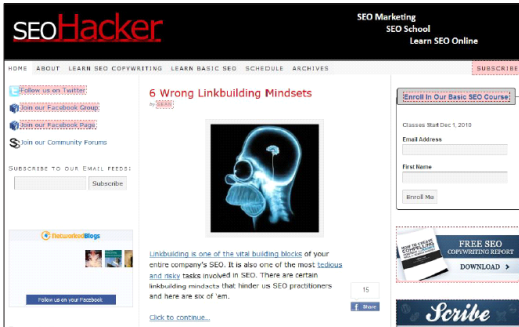 SEOHacker
SEO Marketing
SEO School
Learn SEO Online
HOME ABOUT LEARN SEO COPYWRITING LEARN BASIC SEO SCHEDULE ARCHIVES SUBSCRIBE
Follow us on Twitter
Join our Facebook Group
Join our Facebook Page
Join our Community Forums
SUBSCRIBE TO OUR EMAIL FEEDS:
Subscribe
NetworkedBlogs
Follow us on your Facebook
6 Wrong Linkbuilding Mindsets
by
Linkbuilding is one of the vital building blocks of your
entire company's SEO. It is also one of the most tedious
and risky tasks involved in SEO. There are certain
linkbuilding mindsets that hinder us SEO practitioners
and here are six of 'em.
Click to continue...
15
Share
Enroll In Our Basic SEO Course
Classes Start Dec 1, 2010
Email Address
First Name
Enroll Me
FREE SEO
COPYWRITING REPORT
DOWNLOAD >
Scribe